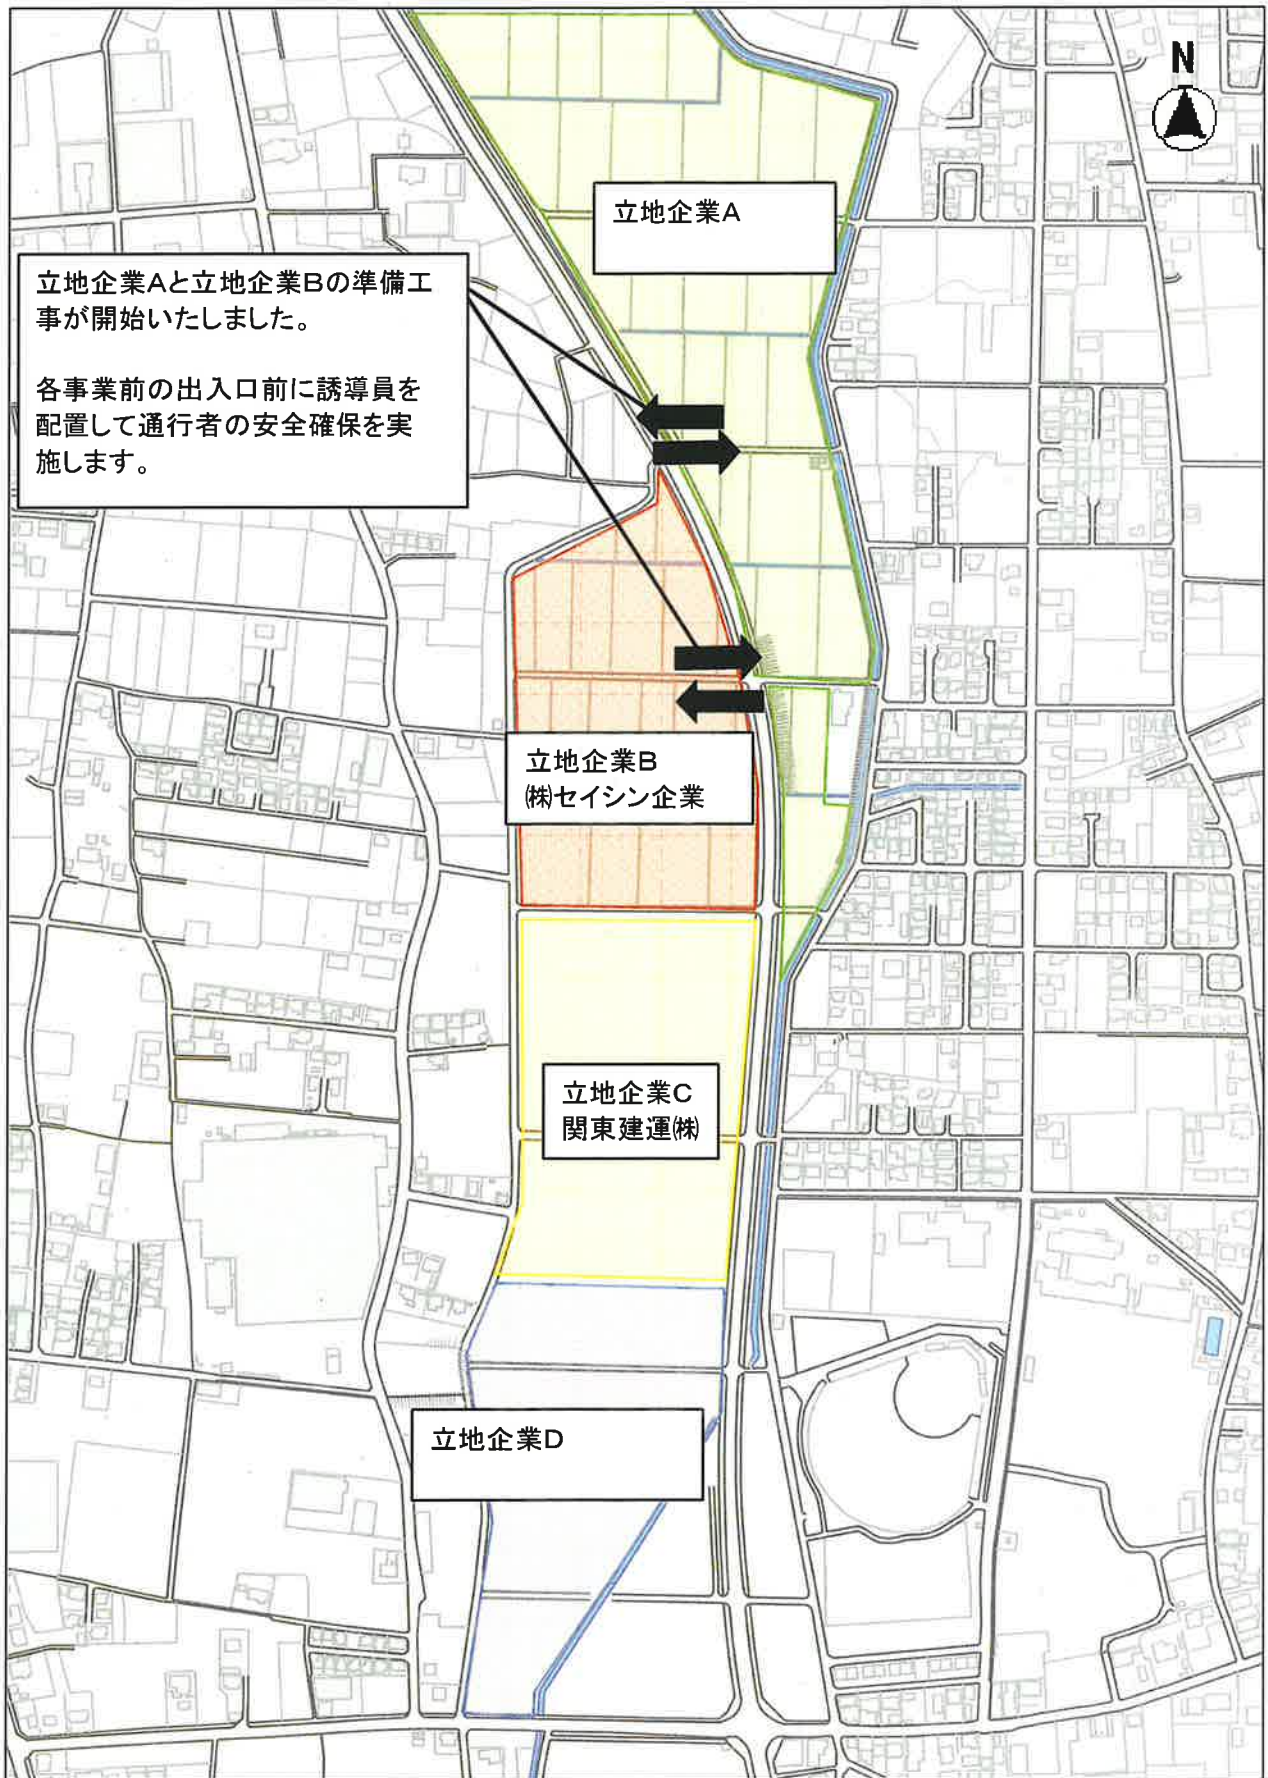 N
立地企業A
立地企業Aと立地企業Bの準備工
事が開始いたしました。
各事業前の出入口前に誘導員を
配置して通行者の安全確保を実
施します。
立地企業B
㈱セイシン企業
立地企業C
関東建運㈱
立地企業D